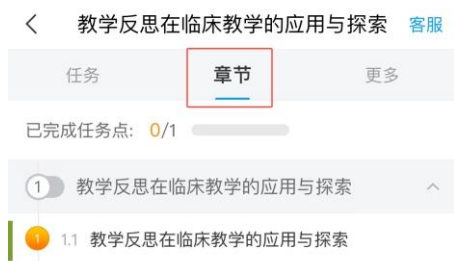 教学反思在临床教学的应用与探索 客服
任务 章节 更多
已完成任务点: 0/1
1 教学反思在临床教学的应用与探索
1 1.1 教学反思在临床教学的应用与探索